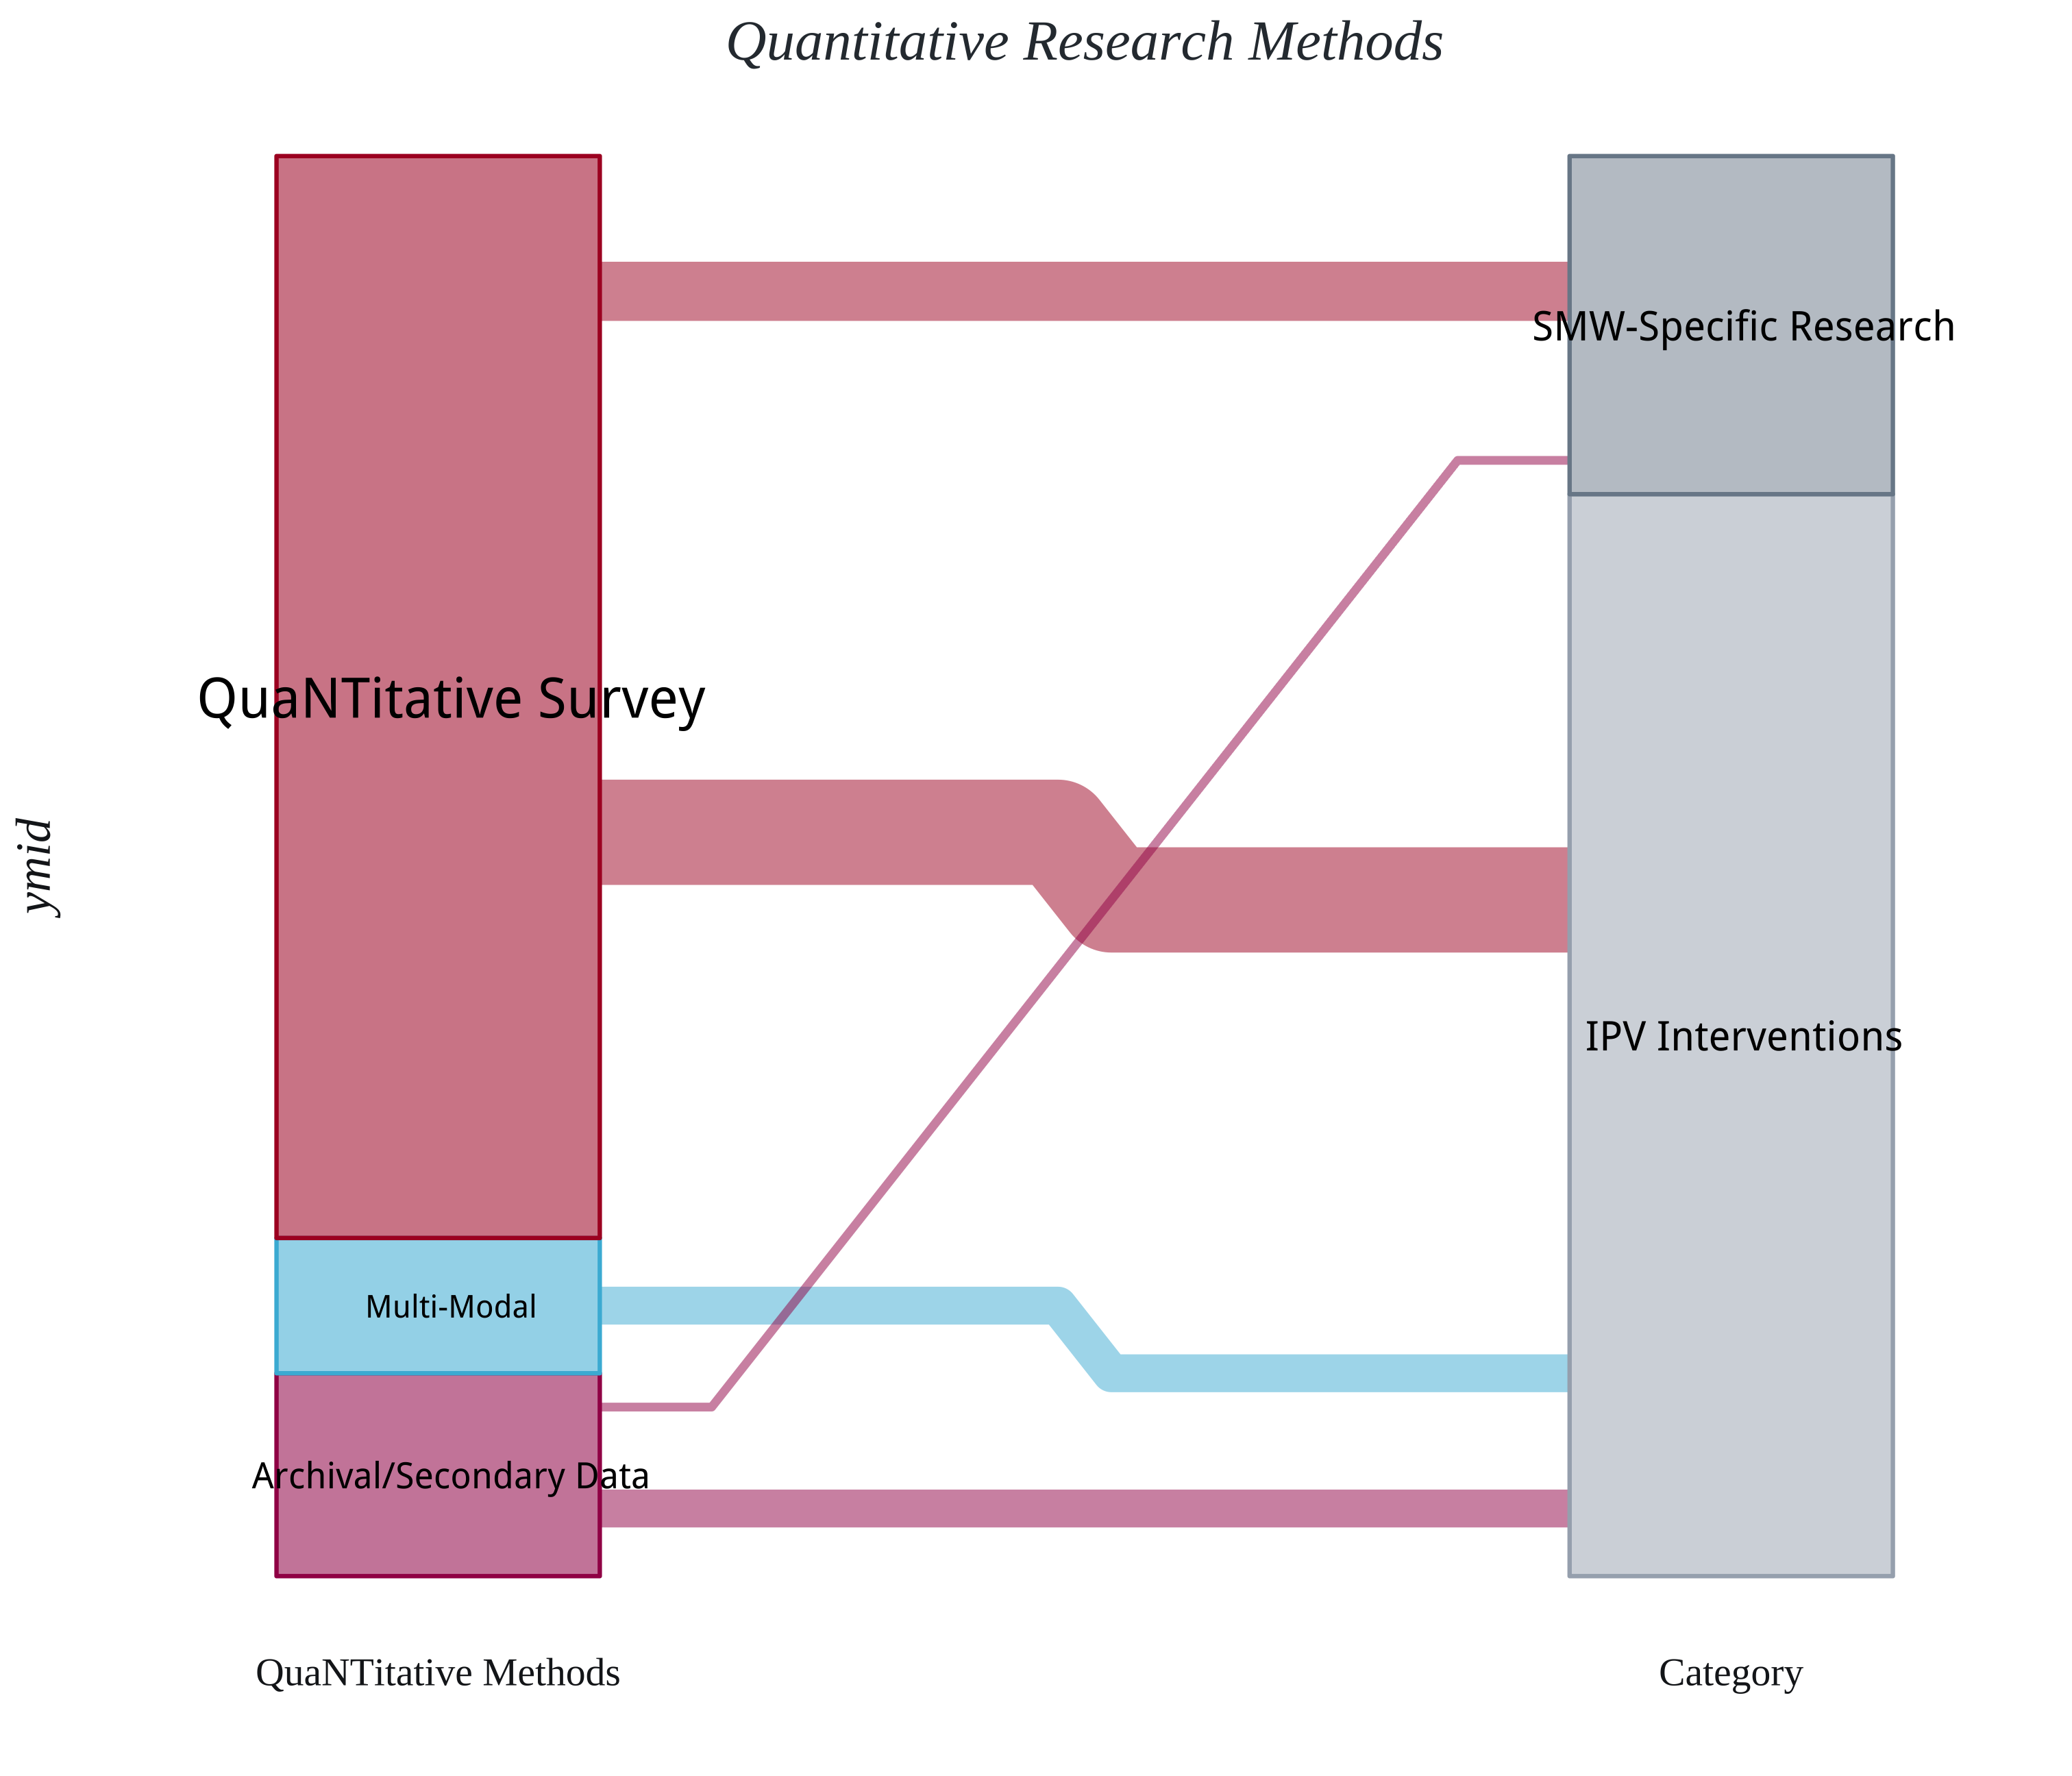 Quantitative Research Methods
SMW-Specific Research
QuaNTitative Survey
ymid
IPV Interventions
Multi-Modal
Archival/Secondary Data
QuaNTitative Methods
Category